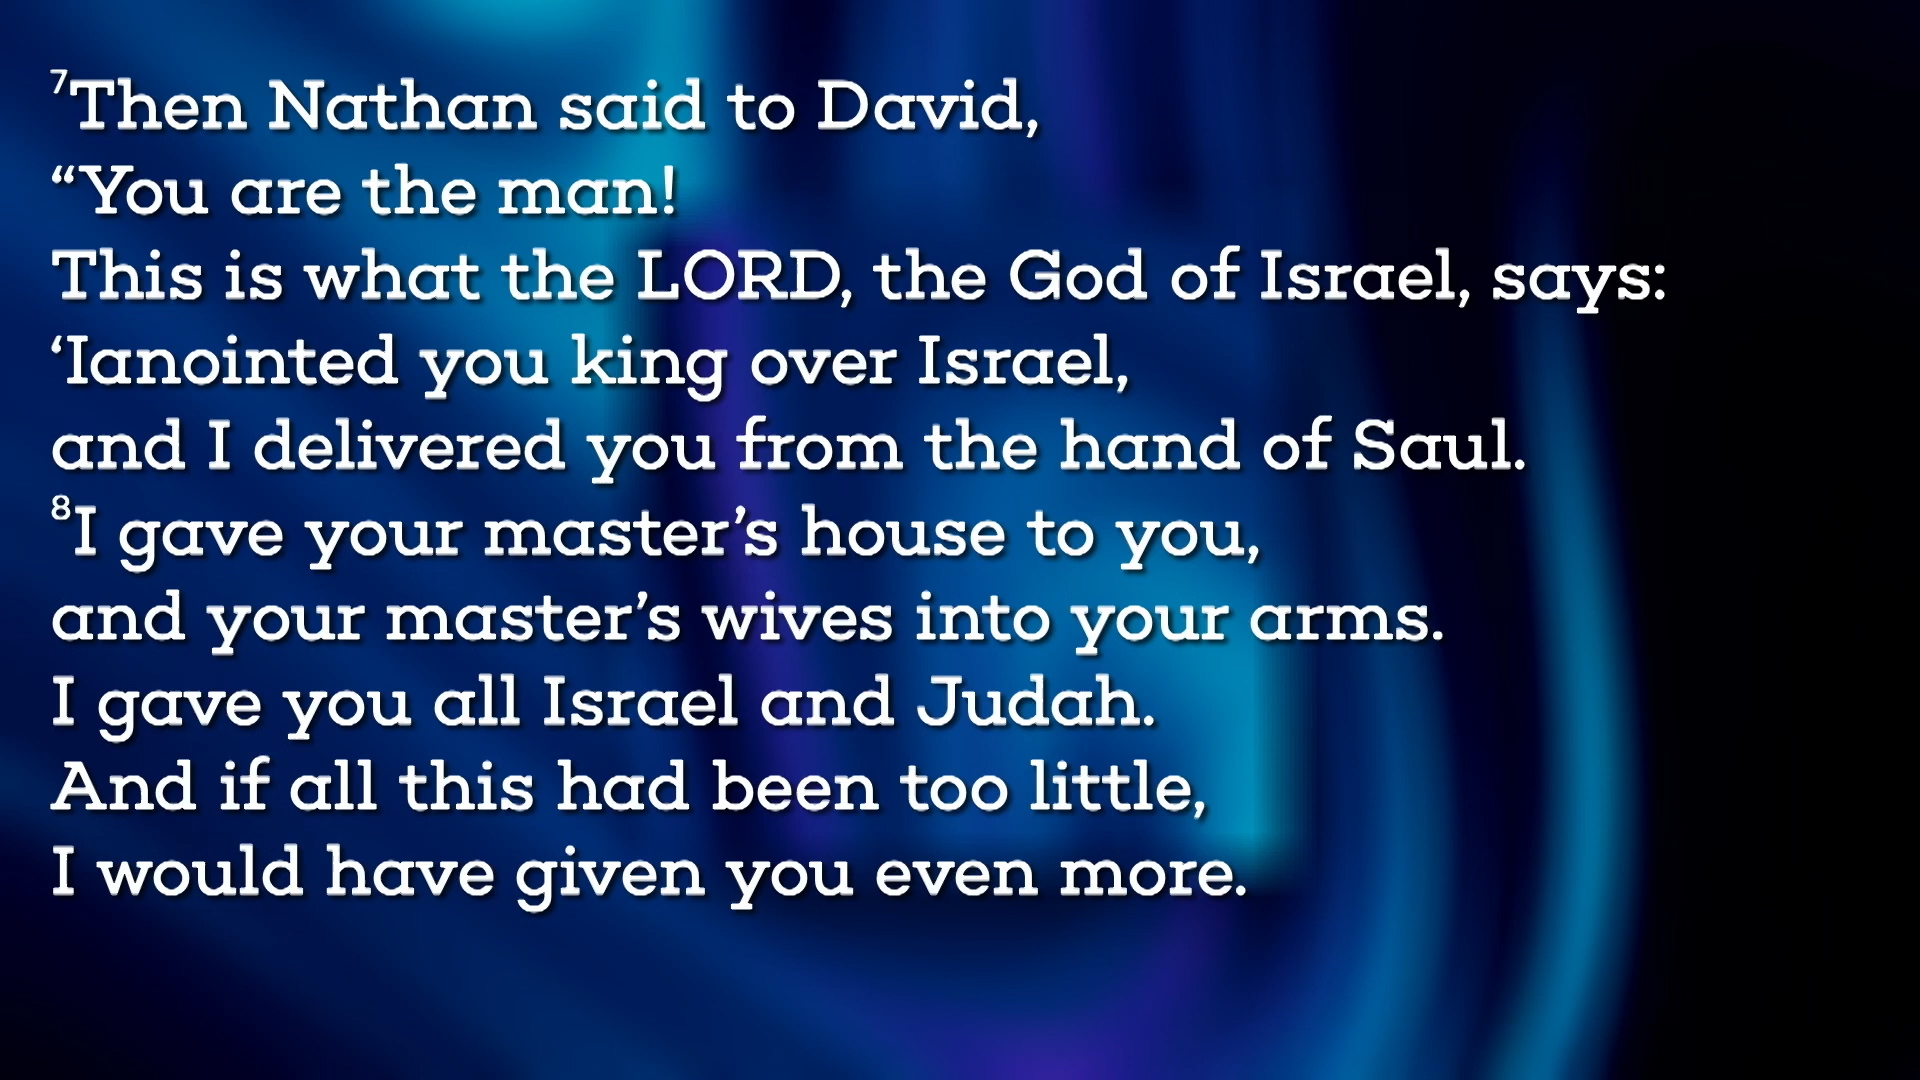 ⁷Then Nathan said to David,
“You are the man!
This is what the LORD, the God of Israel, says:
‘Ianointed you king over Israel,
and I delivered you from the hand of Saul.
⁸I gave your master’s house to you,
and your master’s wives into your arms.
I gave you all Israel and Judah.
And if all this had been too little,
I would have given you even more.